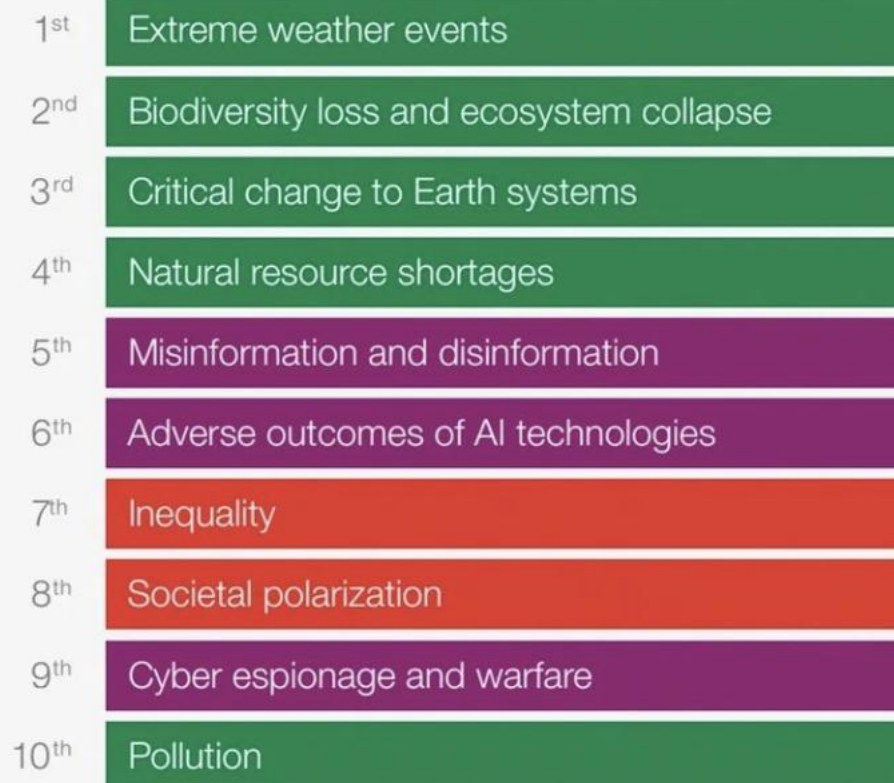 1st Extreme weather events
2nd Biodiversity loss and ecosystem collapse
3rd Critical change to Earth systems
4th Natural resource shortages
5th Misinformation and disinformation
6th Adverse outcomes of AI technologies
7th Inequality
8th Societal polarization
9th Cyber espionage and warfare
10th Pollution